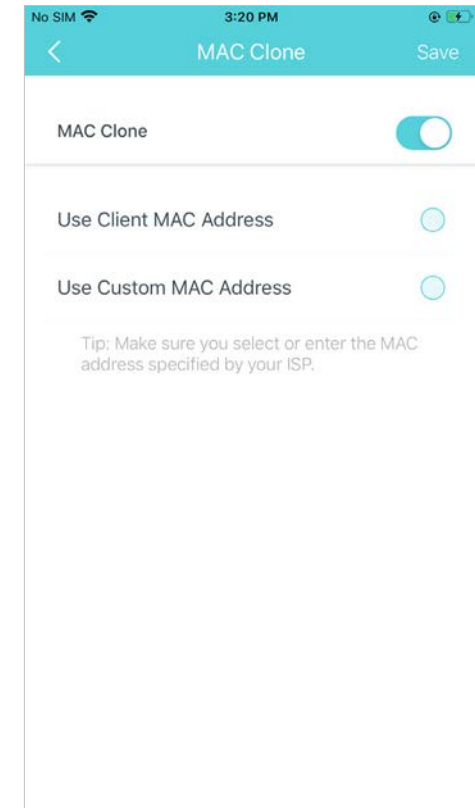 No SIM 3:20 PM
MAC Clone Save
MAC Clone
Use Client MAC Address
Use Custom MAC Address
Tip: Make sure you select or enter the MAC
address specified by your ISP.